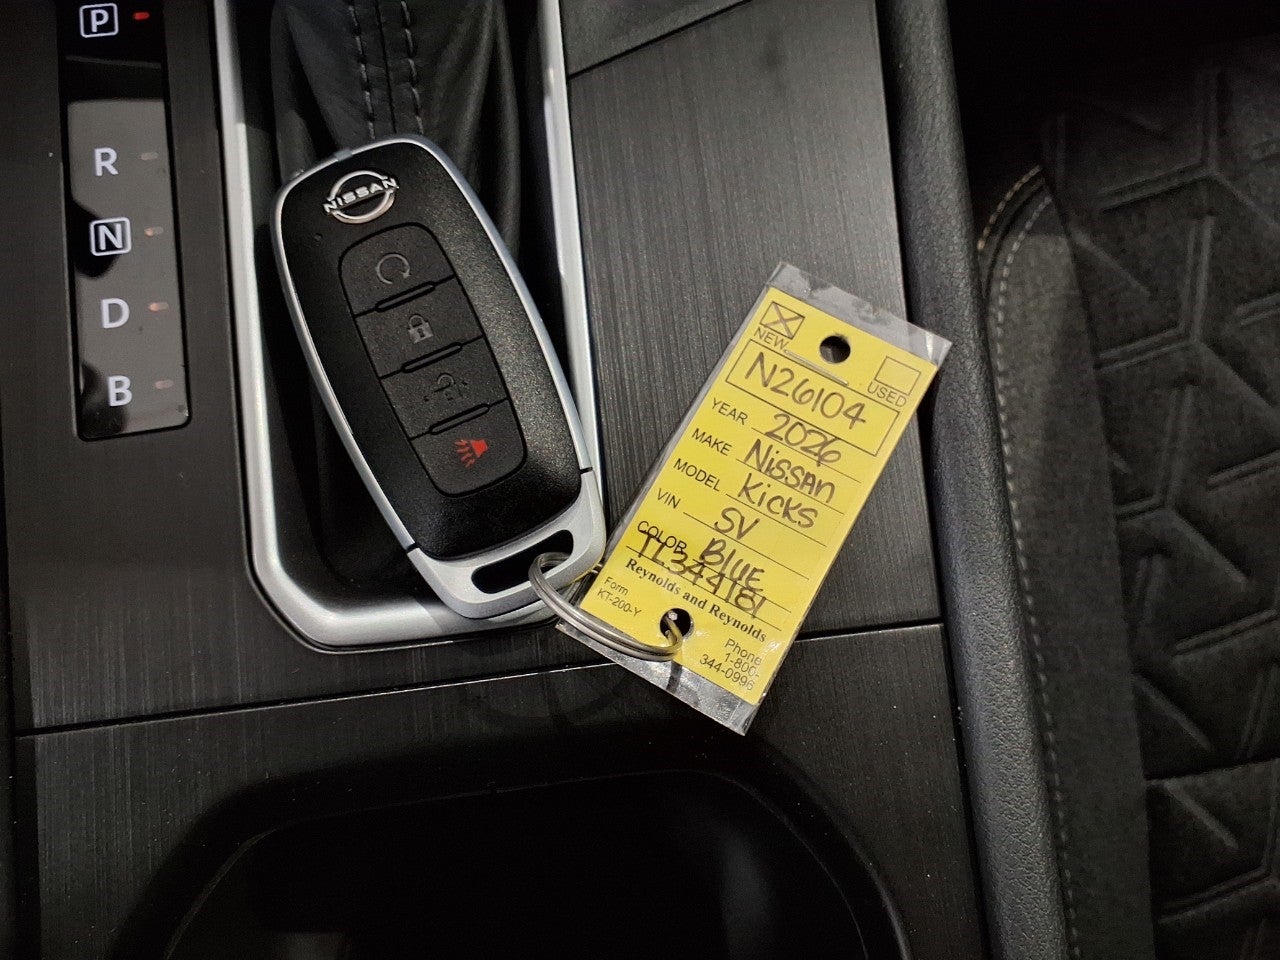 P
R
N
D
B
NISSAN
NEW
USED
N26104
YEAR 2026
MAKE Nissan
MODEL Kicks
VIN SV
COLOR BLUE
TL344181
Reynolds and Reynolds
Form
KT-200-Y
Phone
1-800-
344-0996